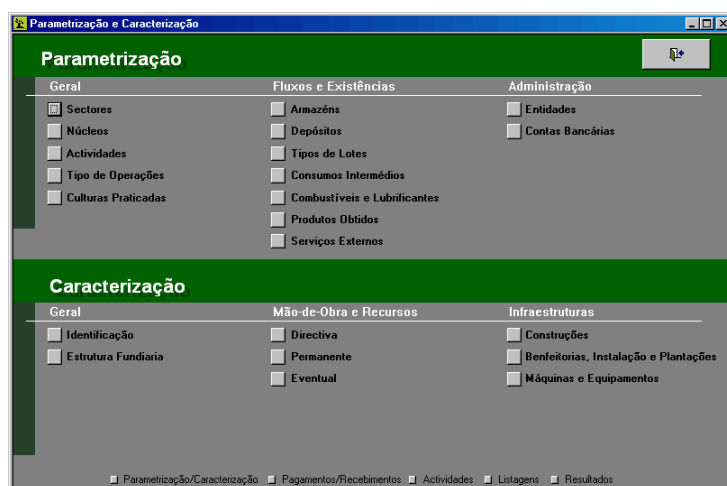 Parametrização e Caracterização
Parametrização
Geral Fluxos e Existências Administração
Sectores Armazéns Entidades
Núcleos Depósitos Contas Bancárias
Actividades Tipos de Lotes
Tipo de Operações Consumos Intermédios
Culturas Praticadas Combustíveis e Lubrificantes
Produtos Obtidos
Serviços Externos
Caracterização
Geral Mão-de-Obra e Recursos Infraestruturas
Identificação Directiva Construções
Estrutura Fundiaria Permanente Benfeitorias, Instalação e Plantações
Eventual Máquinas e Equipamentos
Parametrização/Caracterização Pagamentos/Recebimentos Actividades Listagens Resultados